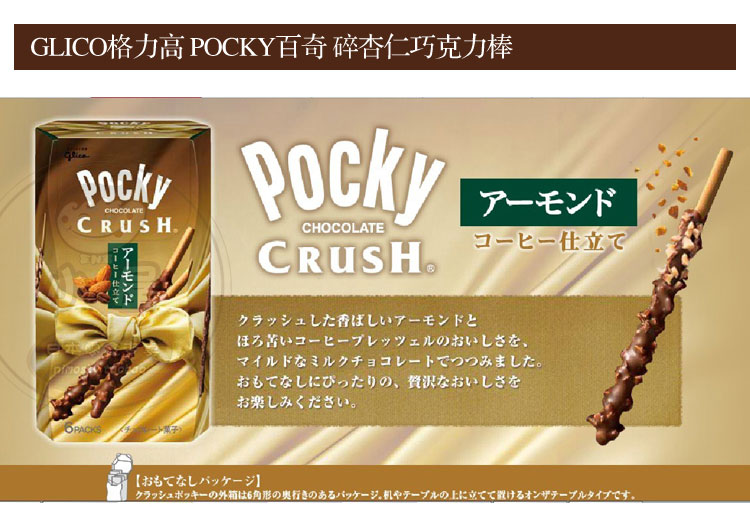 GLICO格力高 POCKY百奇 碎杏仁巧克力棒
glico
Pocky
CHOCOLATE
CRUSH
アーモンド
コーヒー仕立て
6PACKS
〈チョコレート菓子〉
Pocky
CHOCOLATE
CRUSH®
アーモンド
コーヒー仕立て
クラッシュした香ばしいアーモンドと
ほろ苦いコーヒープレッツェルのおいしさを、
マイルドなミルクチョコレートでつつみました。
おもてなしにぴったりの、贅沢なおいしさを
お楽しみください。
【おもてなしパッケージ】
クラッシュポッキーの外箱は6角形の奥行きのあるパッケージ。机やテーブルの上に立てて置けるオンザテーブルタイプです。